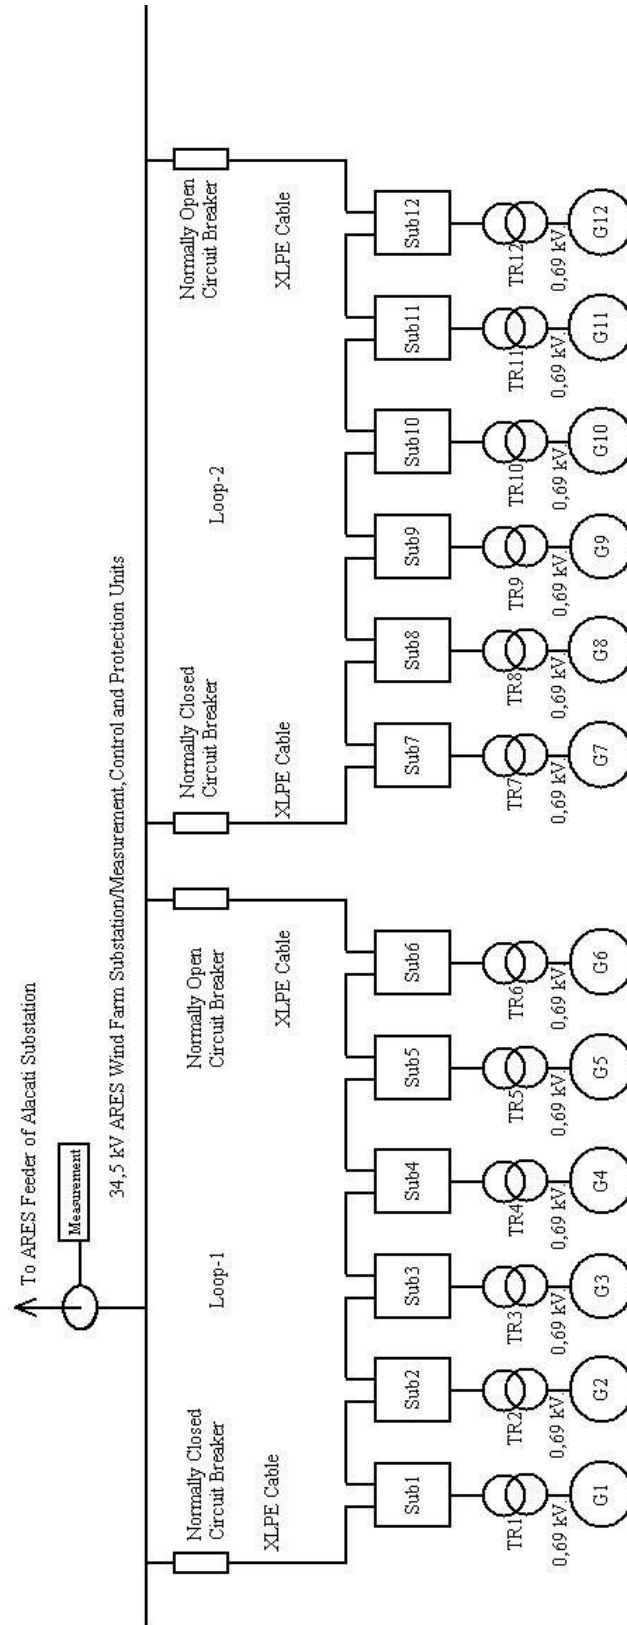 To ARES Feeder of Alacati Substation
Measurement
34,5 kV ARES Wind Farm Substation/Measurement,Control and Protection Units
Normally Closed
Circuit Breaker
Loop-1
Normally Open
Circuit Breaker
Normally Closed
Circuit Breaker
Loop-2
Normally Open
Circuit Breaker
XLPE Cable
XLPE Cable
XLPE Cable
XLPE Cable
Sub1
Sub2
Sub3
Sub4
Sub5
Sub6
Sub7
Sub8
Sub9
Sub10
Sub11
Sub12
TR1
TR2
TR3
TR4
TR5
TR6
TR7
TR8
TR9
TR10
TR11
TR12
0,69 kV.
0,69 kV.
0,69 kV.
0,69 kV.
0,69 kV.
0,69 kV.
0,69 kV.
0,69 kV.
0,69 kV.
0,69 kV.
0,69 kV.
0,69 kV.
G1
G2
G3
G4
G5
G6
G7
G8
G9
G10
G11
G12